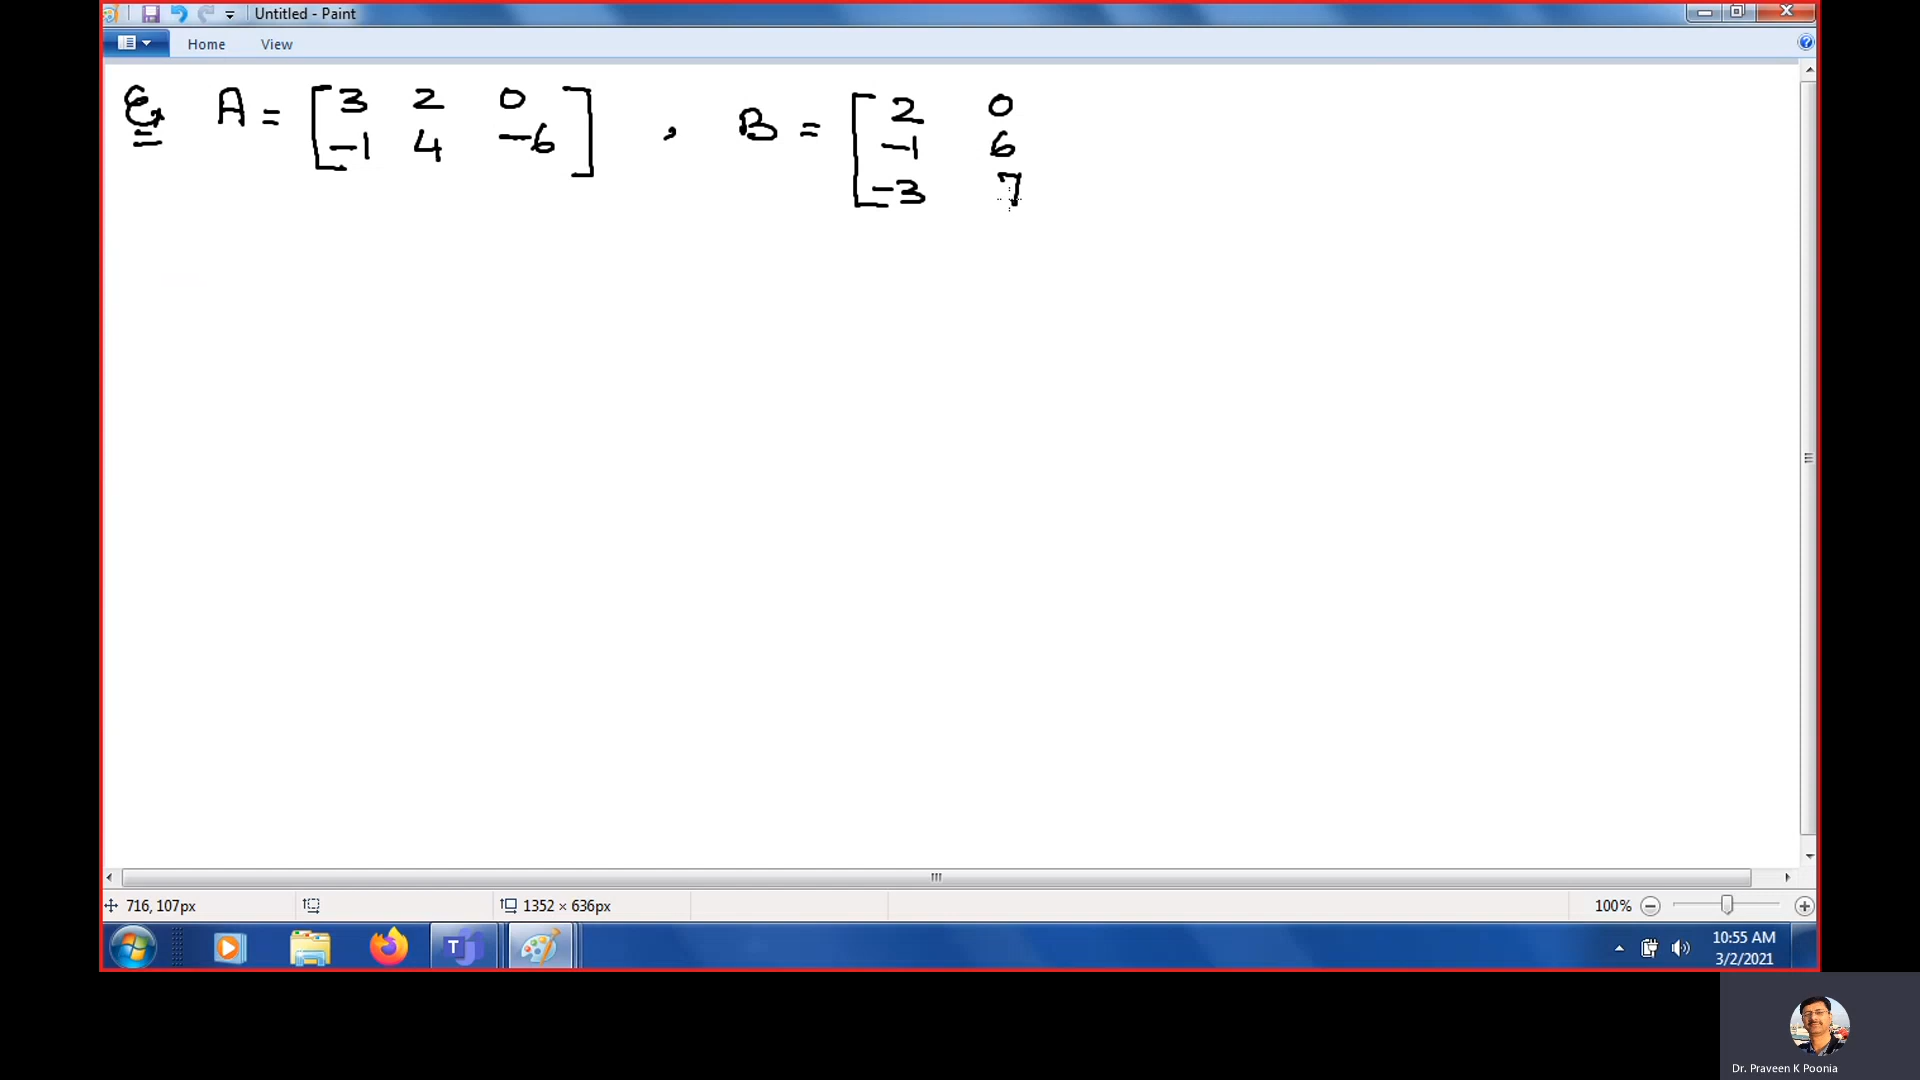 Untitled - Paint
Home View
Ex A = [3 2 0 , B = [2 0
-1 4 -6] -1 6
-3 7
716, 107px 1352 × 636px 100%
T
10:55 AM
3/2/2021
Dr. Praveen K Poonia